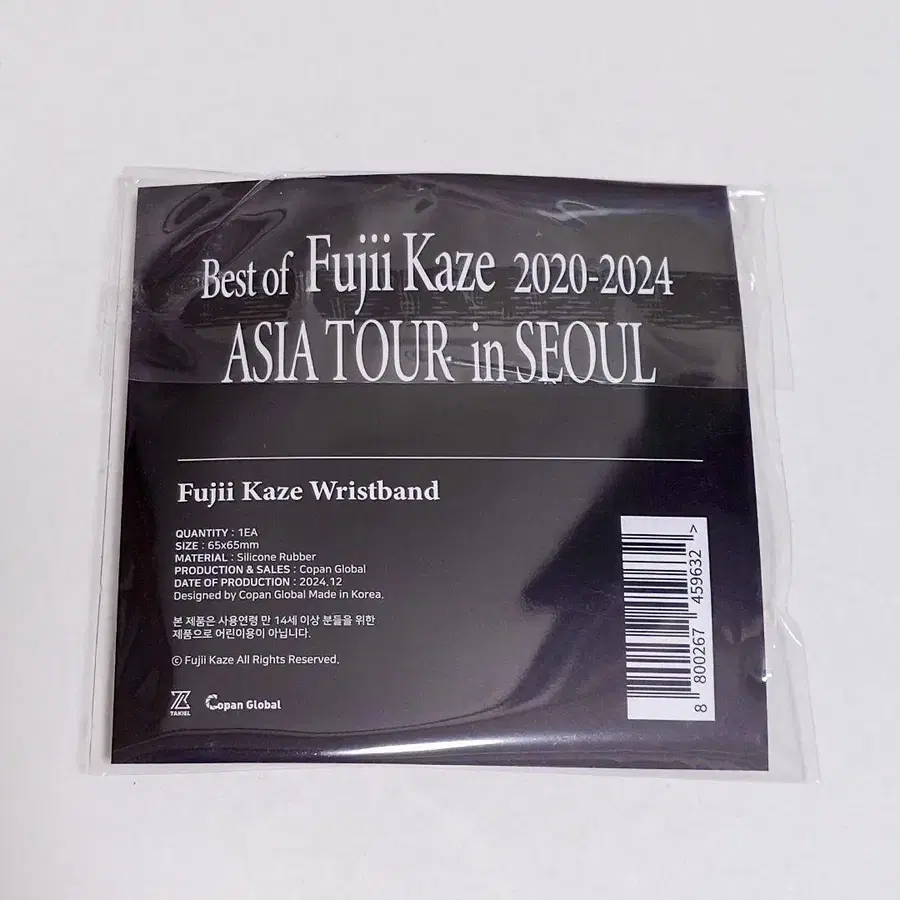 Best of Fujii Kaze 2020-2024
ASIA TOUR in SEOUL
Fujii Kaze Wristband
QUANTITY : 1EA
SIZE : 65x65mm
MATERIAL : Silicone Rubber
PRODUCTION & SALES : Copan Global
DATE OF PRODUCTION : 2024.12
Designed by Copan Global Made in Korea.
본 제품은 사용연령 만 14세 이상 분들을 위한
제품으로 어린이용이 아닙니다.
© Fujii Kaze All Rights Reserved.
TAKIEL
Copan Global
8 800267 459632 >